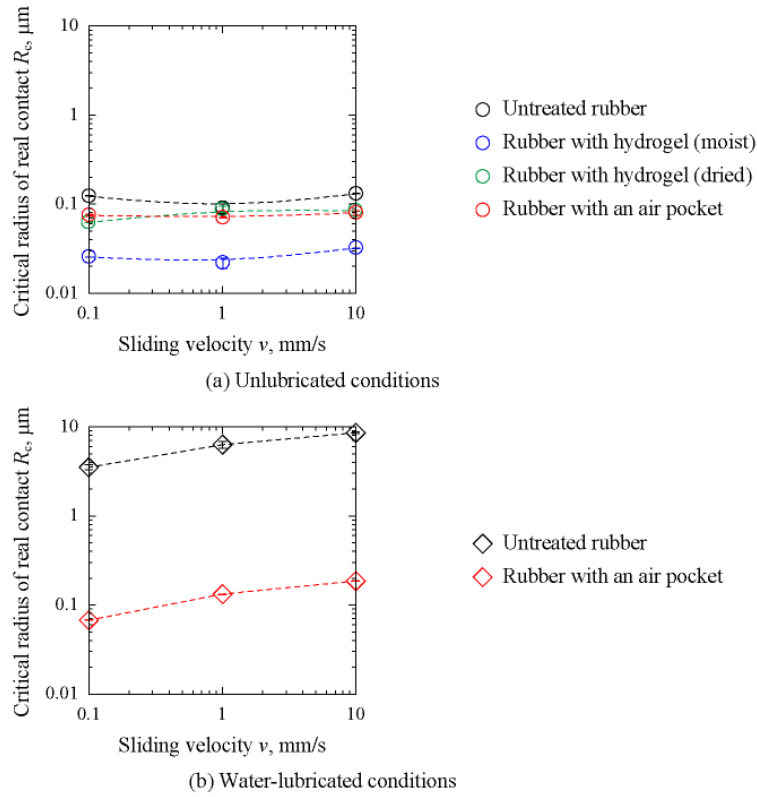 Critical radius of real contact Rc, μm
10
1
0.1
0.01
0.1
1
10
Sliding velocity v, mm/s
(a) Unlubricated conditions
Untreated rubber
Rubber with hydrogel (moist)
Rubber with hydrogel (dried)
Rubber with an air pocket
Critical radius of real contact Rc, μm
10
1
0.1
0.01
0.1
1
10
Sliding velocity v, mm/s
(b) Water-lubricated conditions
Untreated rubber
Rubber with an air pocket